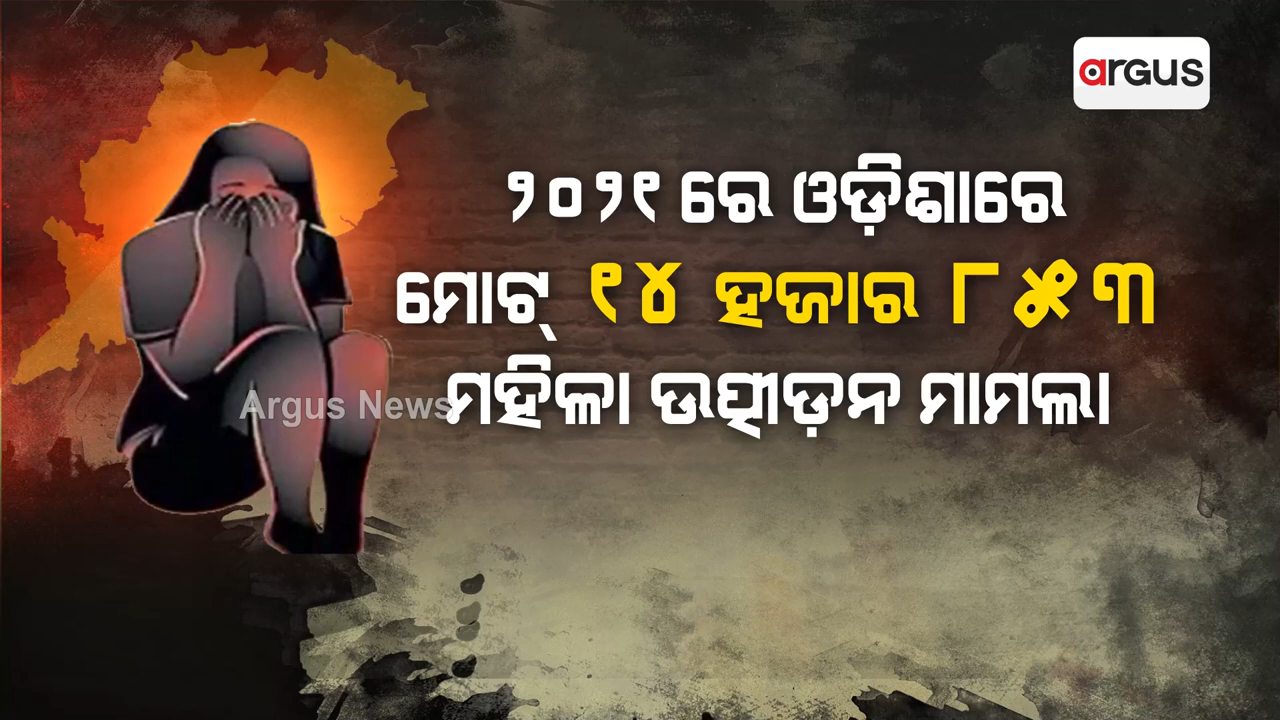 argus
୨୦୨୧ ରେ ଓଡ଼ିଶାରେ
ମୋଟ୍ ୧୪ ହଜାର ୮୫୩
ମହିଳା ଉତ୍ପୀଡ଼ନ ମାମଲା
Argus News